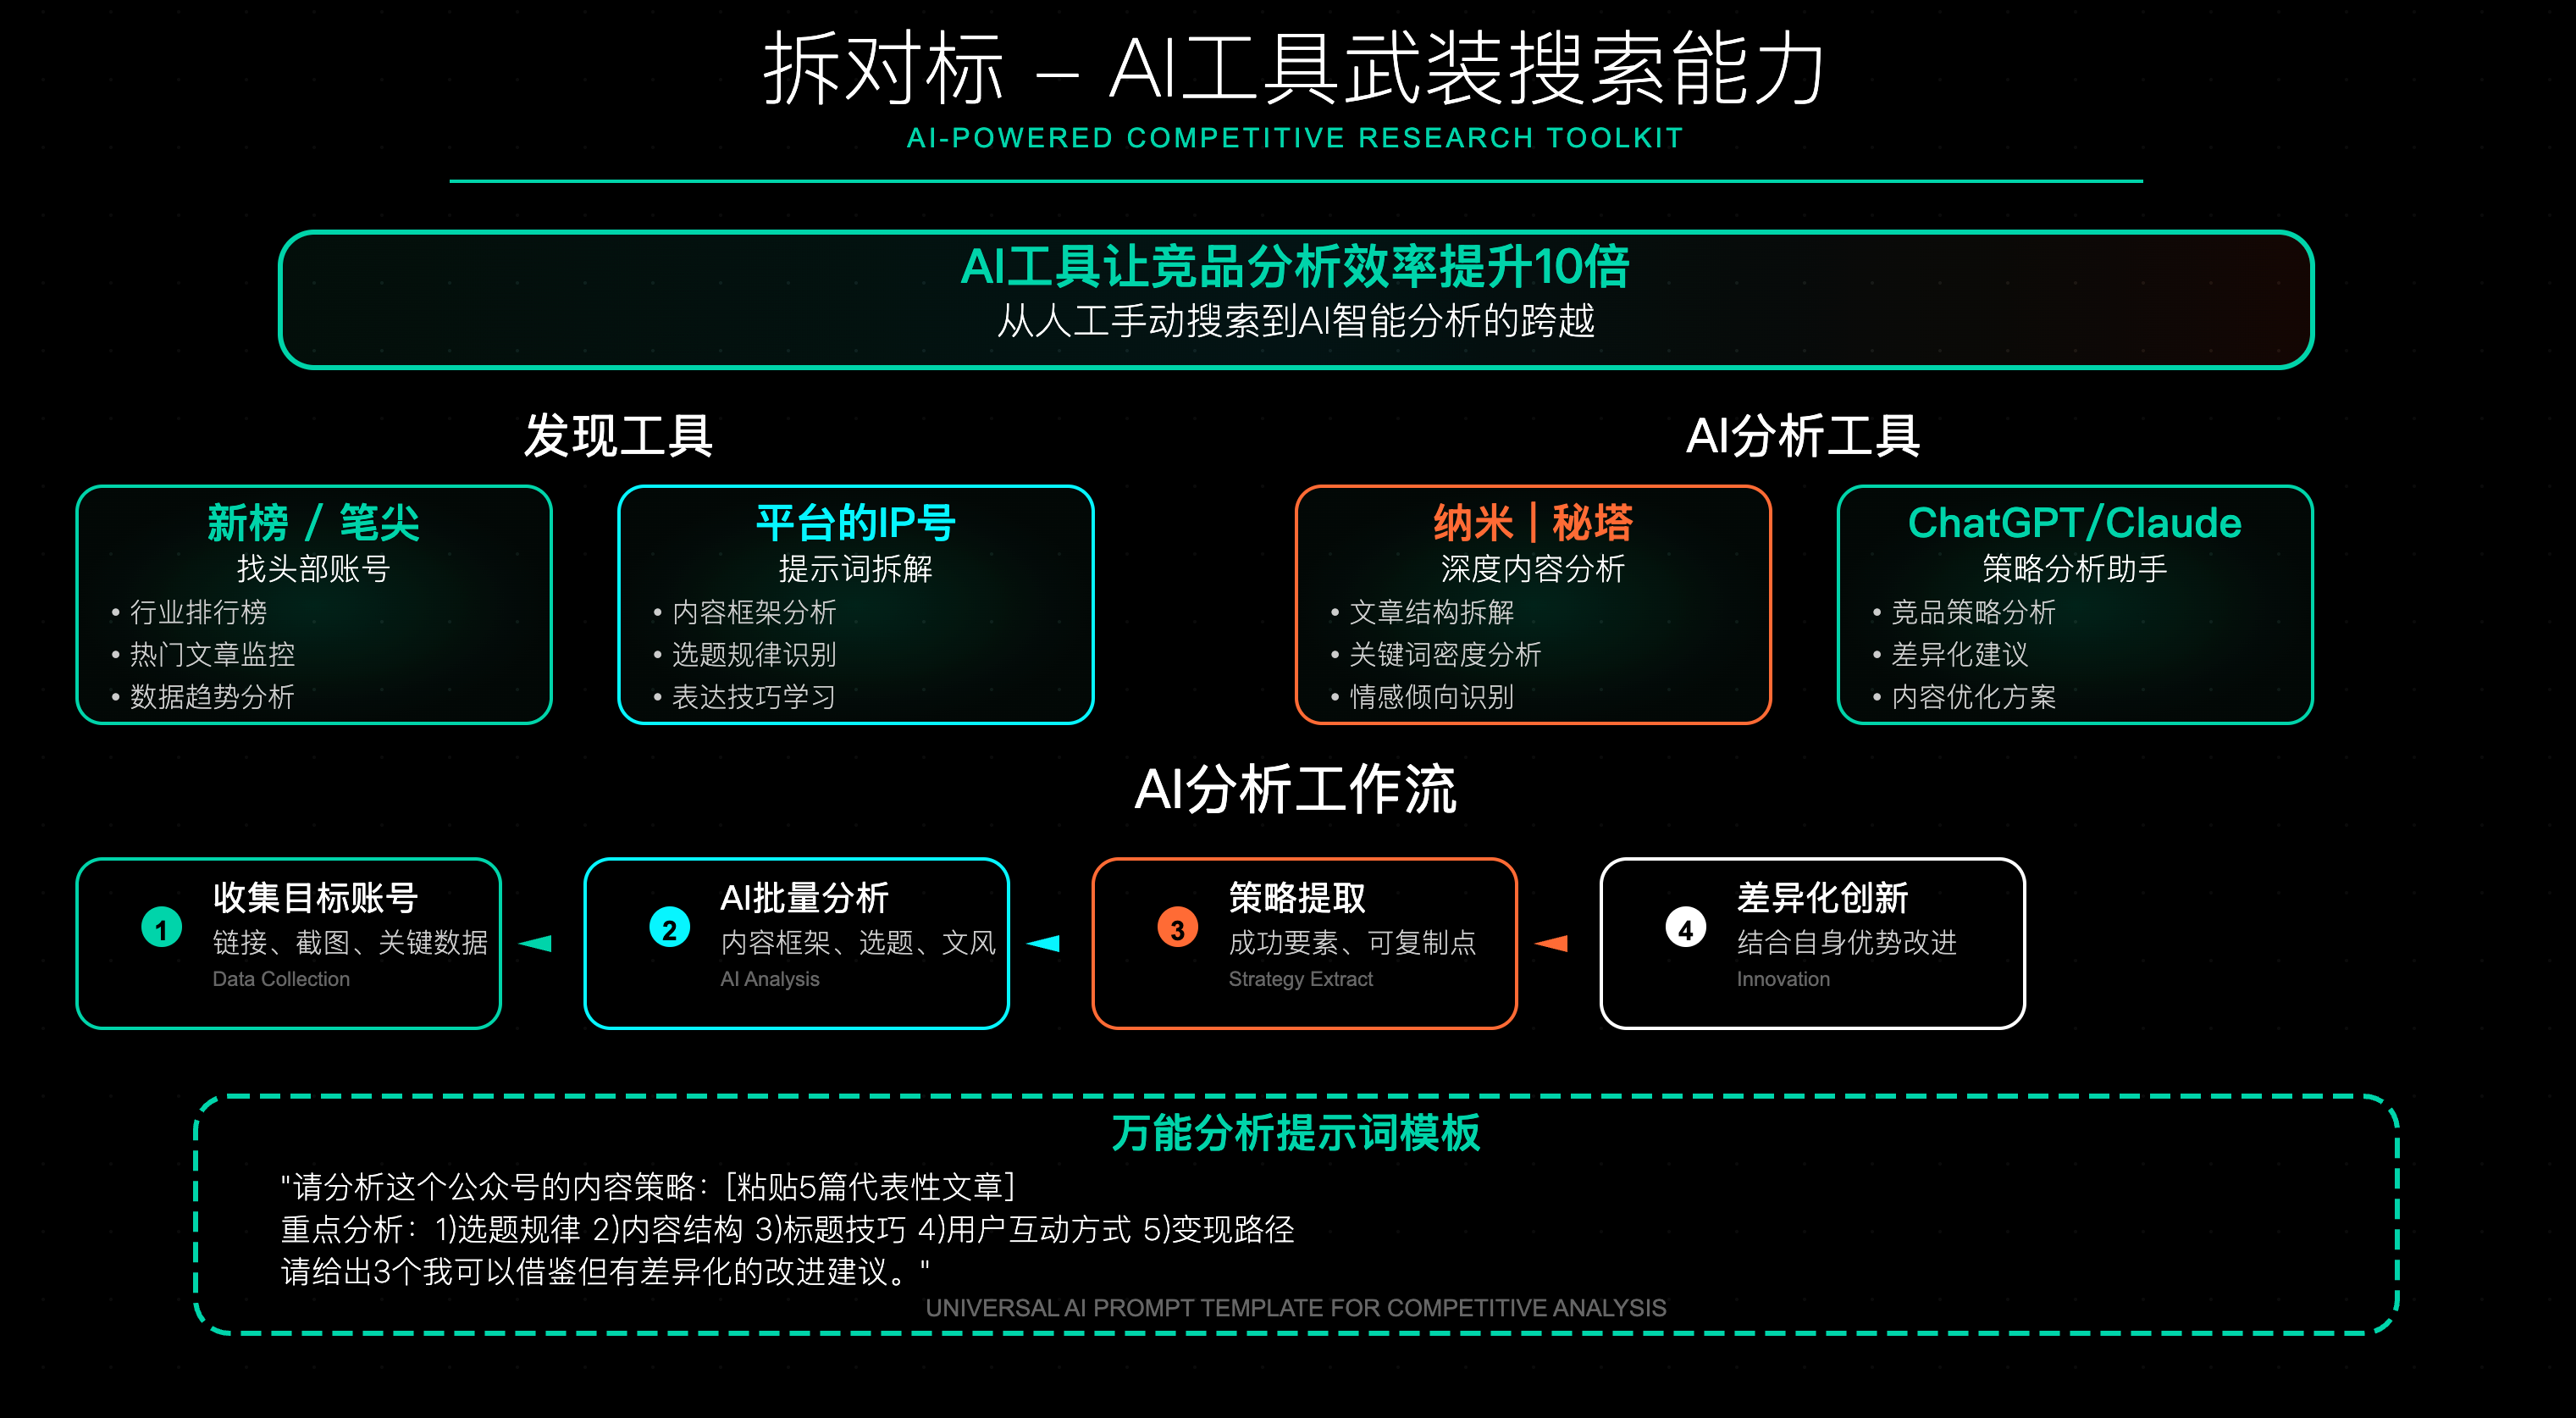 拆对标 – AI工具武装搜索能力
AI-POWERED COMPETITIVE RESEARCH TOOLKIT
AI工具让竞品分析效率提升10倍
从人工手动搜索到AI智能分析的跨越
发现工具
新榜 / 笔尖
找头部账号
• 行业排行榜
• 热门文章监控
• 数据趋势分析
平台的IP号
提示词拆解
• 内容框架分析
• 选题规律识别
• 表达技巧学习
AI分析工具
纳米 | 秘塔
深度内容分析
• 文章结构拆解
• 关键词密度分析
• 情感倾向识别
ChatGPT/Claude
策略分析助手
• 竞品策略分析
• 差异化建议
• 内容优化方案
AI分析工作流
1
收集目标账号
链接、截图、关键数据
Data Collection
2
AI批量分析
内容框架、选题、文风
AI Analysis
3
策略提取
成功要素、可复制点
Strategy Extract
4
差异化创新
结合自身优势改进
Innovation
万能分析提示词模板
"请分析这个公众号的内容策略：[粘贴5篇代表性文章]
重点分析：1)选题规律 2)内容结构 3)标题技巧 4)用户互动方式 5)变现路径
请给出3个我可以借鉴但有差异化的改进建议。"
UNIVERSAL AI PROMPT TEMPLATE FOR COMPETITIVE ANALYSIS